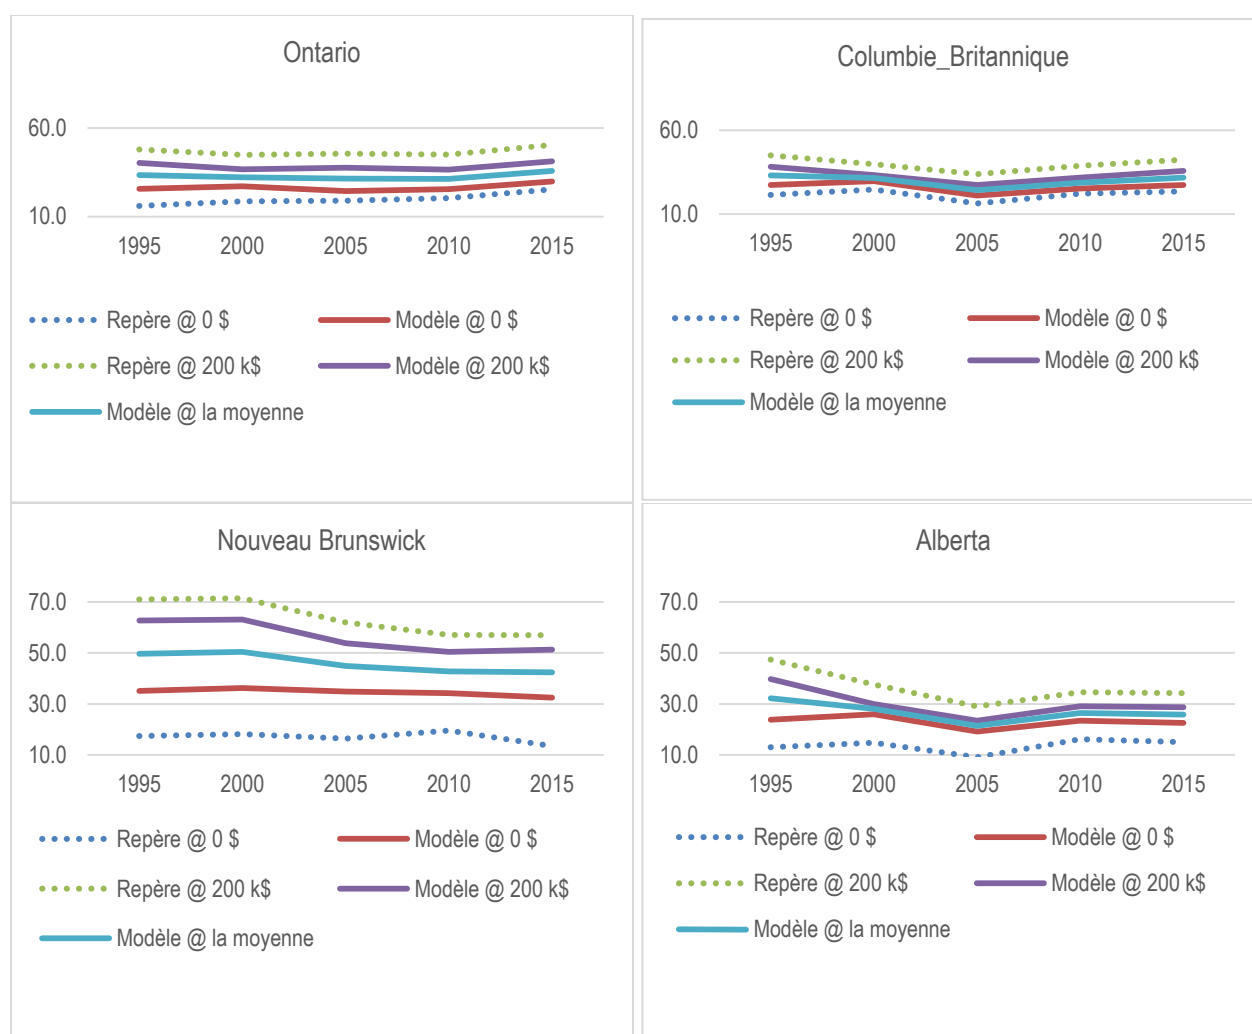 Ontario
60.0
10.0
1995 2000 2005 2010 2015
Repère @ 0 $ Modèle @ 0 $
Repère @ 200 k$ Modèle @ 200 k$
Modèle @ la moyenne
Columbie_Britannique
60.0
10.0
1995 2000 2005 2010 2015
Repère @ 0 $ Modèle @ 0 $
Repère @ 200 k$ Modèle @ 200 k$
Modèle @ la moyenne
Nouveau Brunswick
70.0
50.0
30.0
10.0
1995 2000 2005 2010 2015
Repère @ 0 $ Modèle @ 0 $
Repère @ 200 k$ Modèle @ 200 k$
Modèle @ la moyenne
Alberta
70.0
50.0
30.0
10.0
1995 2000 2005 2010 2015
Repère @ 0 $ Modèle @ 0 $
Repère @ 200 k$ Modèle @ 200 k$
Modèle @ la moyenne